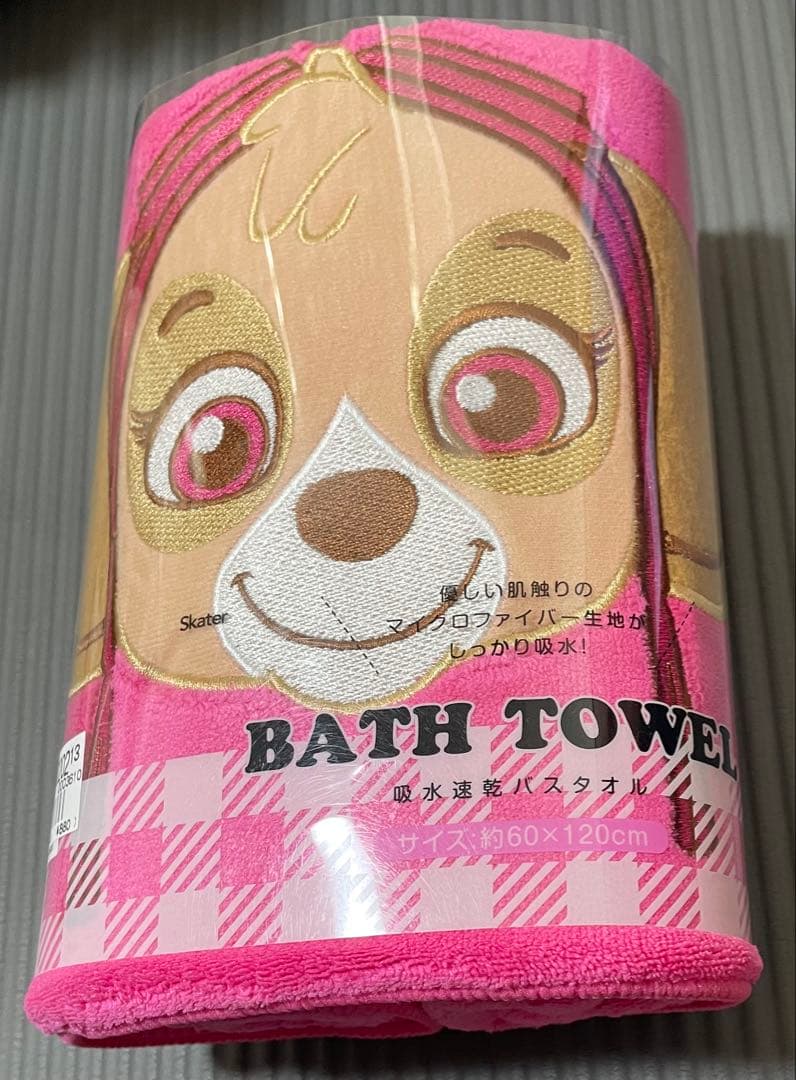 Skater
優しい肌触りの
マイクロファイバー生地が
しっかり吸水!
BATH TOWEL
吸水速乾バスタオル
サイズ:約60×120cm